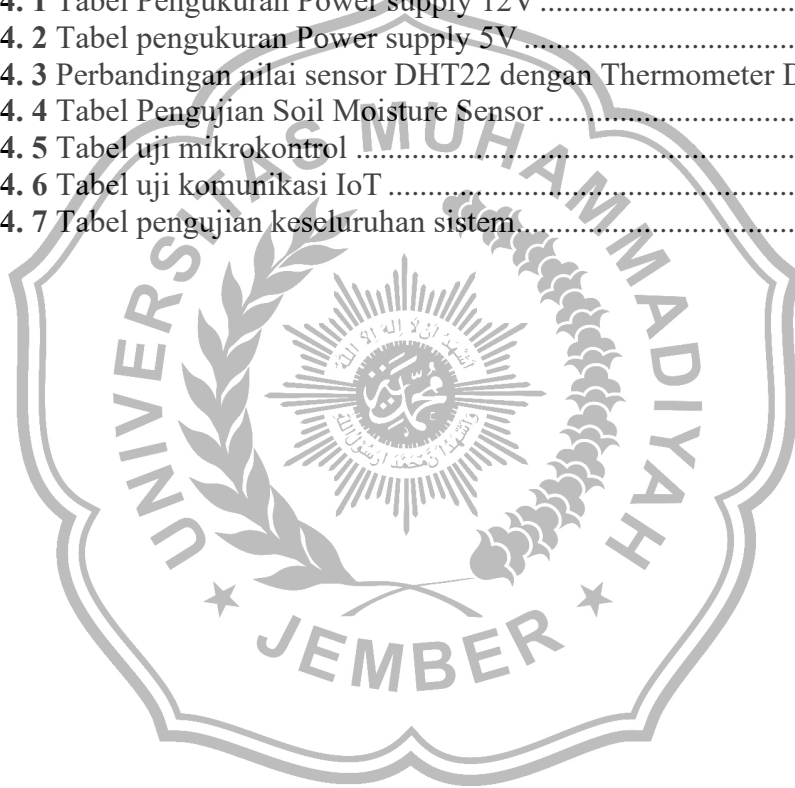 4. 1 Tabel Pengukuran Power supply 12V ................................
4. 2 Tabel pengukuran Power supply 5V ..................................
4. 3 Perbandingan nilai sensor DHT22 dengan Thermometer D
4. 4 Tabel Pengujian Soil Moisture Sensor ...............................
4. 5 Tabel uji mikrokontrol ......................................................
4. 6 Tabel uji komunikasi IoT ..................................................
4. 7 Tabel pengujian keseluruhan sistem...................................
UNIVERSITAS MUHAMMADIYAH
JEMBER